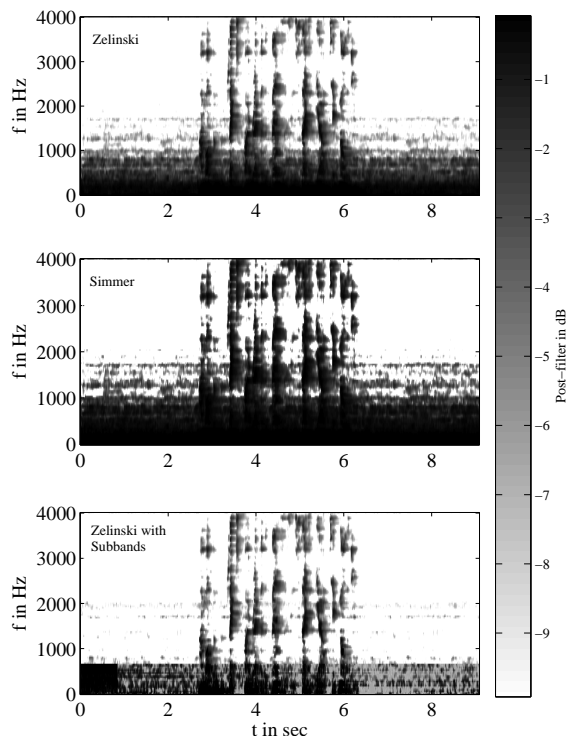 4000
Zelinski
3000
2000
1000
0
f in Hz
0 2 4 6 8
4000
Simmer
3000
2000
1000
0
f in Hz
0 2 4 6 8
4000
Zelinski with
Subbands
3000
2000
1000
0
f in Hz
0 2 4 6 8
t in sec
−1
−2
−3
−4
−5
−6
−7
−8
−9
Post−filter in dB